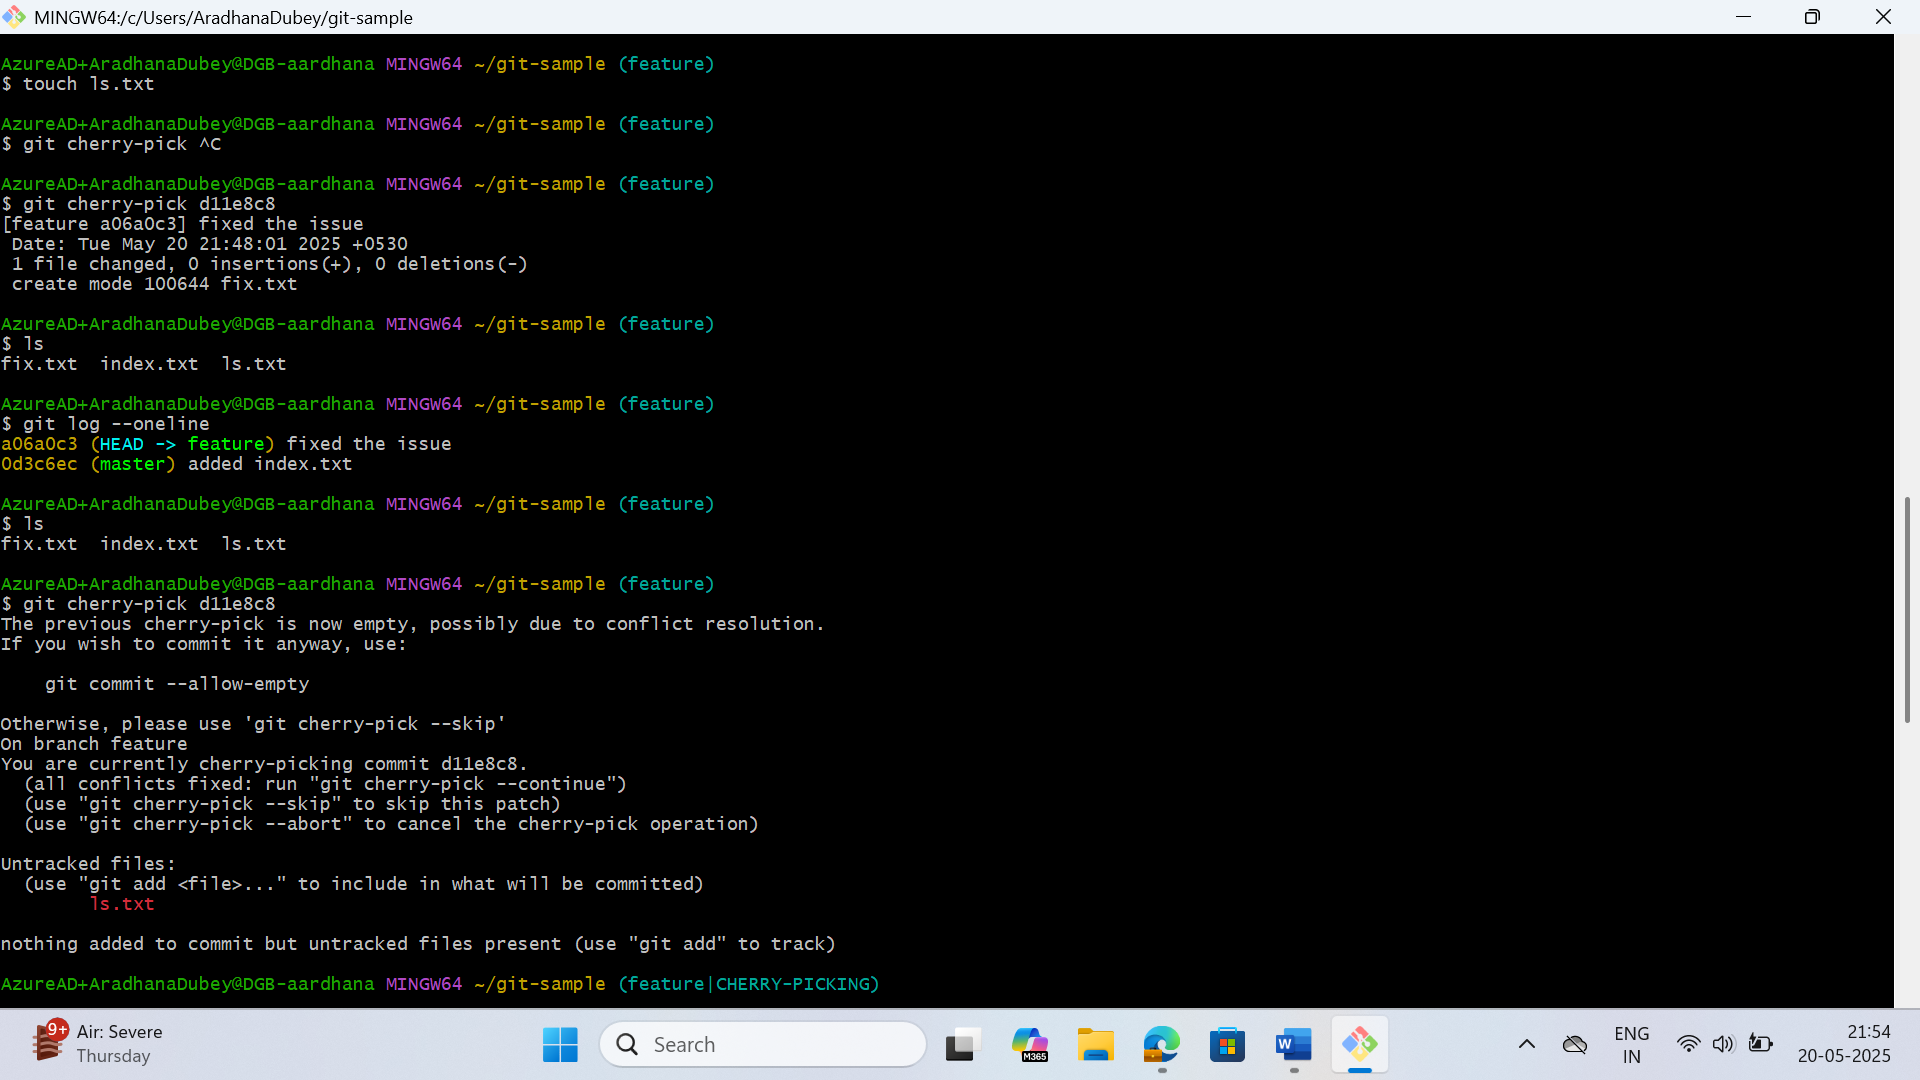 MINGW64:/c/Users/AradhanaDubey/git-sample
AzureAD+AradhanaDubey@DGB-aardhana MINGW64 ~/git-sample (feature)
$ touch ls.txt
AzureAD+AradhanaDubey@DGB-aardhana MINGW64 ~/git-sample (feature)
$ git cherry-pick ^C
AzureAD+AradhanaDubey@DGB-aardhana MINGW64 ~/git-sample (feature)
$ git cherry-pick d11e8c8
[feature a06a0c3] fixed the issue
 Date: Tue May 20 21:48:01 2025 +0530
 1 file changed, 0 insertions(+), 0 deletions(-)
 create mode 100644 fix.txt
AzureAD+AradhanaDubey@DGB-aardhana MINGW64 ~/git-sample (feature)
$ ls
fix.txt  index.txt  ls.txt
AzureAD+AradhanaDubey@DGB-aardhana MINGW64 ~/git-sample (feature)
$ git log --oneline
a06a0c3 (HEAD -> feature) fixed the issue
0d3c6ec (master) added index.txt
AzureAD+AradhanaDubey@DGB-aardhana MINGW64 ~/git-sample (feature)
$ ls
fix.txt  index.txt  ls.txt
AzureAD+AradhanaDubey@DGB-aardhana MINGW64 ~/git-sample (feature)
$ git cherry-pick d11e8c8
The previous cherry-pick is now empty, possibly due to conflict resolution.
If you wish to commit it anyway, use:
    git commit --allow-empty
Otherwise, please use 'git cherry-pick --skip'
On branch feature
You are currently cherry-picking commit d11e8c8.
  (all conflicts fixed: run "git cherry-pick --continue")
  (use "git cherry-pick --skip" to skip this patch)
  (use "git cherry-pick --abort" to cancel the cherry-pick operation)
Untracked files:
  (use "git add <file>..." to include in what will be committed)
        ls.txt
nothing added to commit but untracked files present (use "git add" to track)
AzureAD+AradhanaDubey@DGB-aardhana MINGW64 ~/git-sample (feature|CHERRY-PICKING)
9+
Air: Severe
Thursday
Search
M365
W
ENG
IN
21:54
20-05-2025